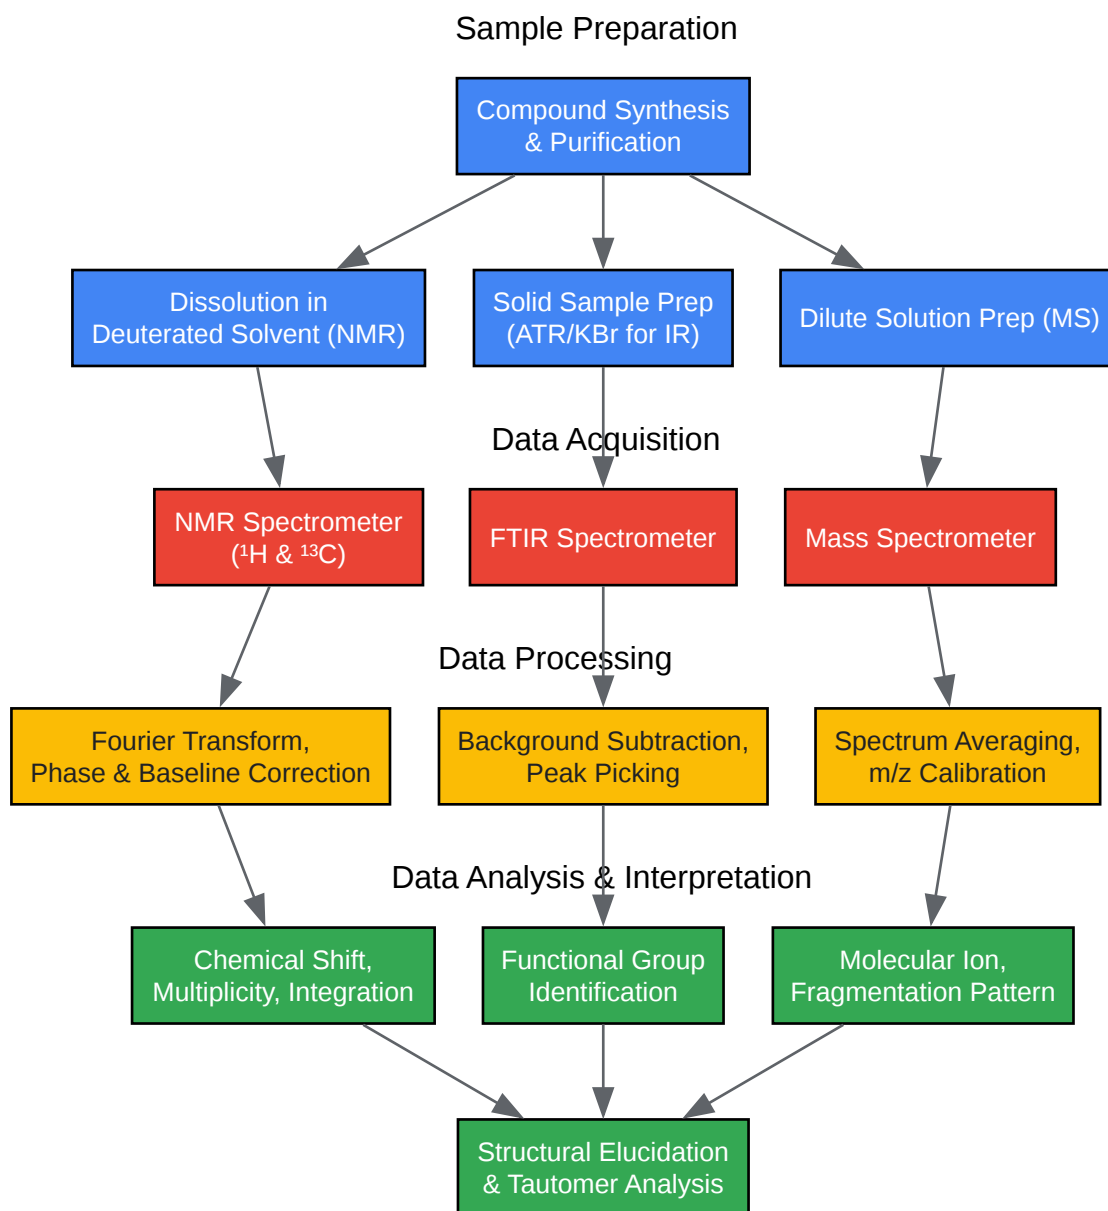 Sample Preparation
Compound Synthesis
& Purification
Dissolution in
Deuterated Solvent (NMR)
Solid Sample Prep
(ATR/KBr for IR)
Dilute Solution Prep (MS)
Data Acquisition
NMR Spectrometer
(¹H & ¹³C)
FTIR Spectrometer
Mass Spectrometer
Data Processing
Fourier Transform,
Phase & Baseline Correction
Background Subtraction,
Peak Picking
Spectrum Averaging,
m/z Calibration
Data Analysis & Interpretation
Chemical Shift,
Multiplicity, Integration
Functional Group
Identification
Molecular Ion,
Fragmentation Pattern
Structural Elucidation
& Tautomer Analysis